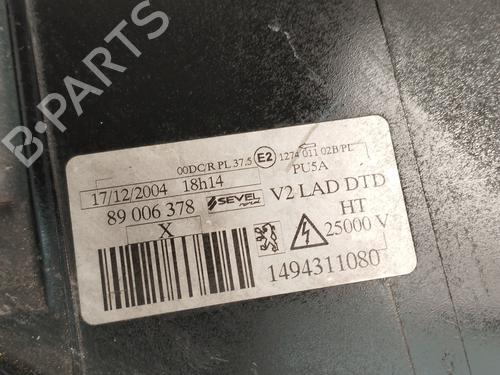 B-PARTS
00DC/R PL 37.5 E2 1274 011 02B/PL
PU5A
17/12/2004 18h14
89 006 378 SEVEL V2 LAD DTD
X HT
25000 V
1494311080